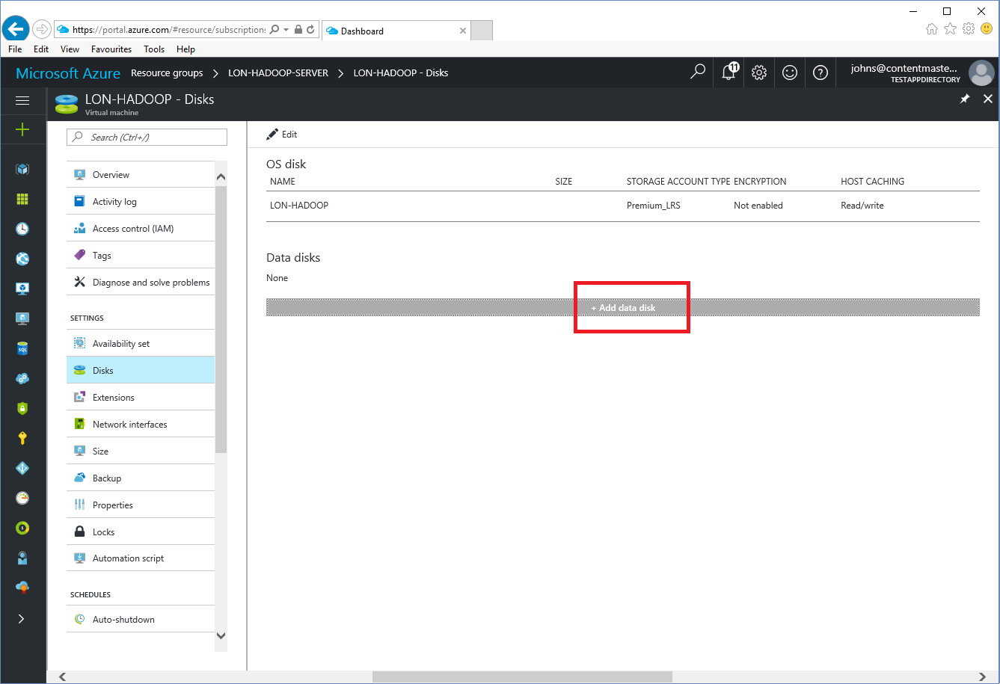 https://portal.azure.com/#resource/subscriptions
Dashboard
File Edit View Favourites Tools Help
Microsoft Azure Resource groups > LON-HADOOP-SERVER > LON-HADOOP - Disks
11
johns@contentmaste...
TESTAPPDIRECTORY
LON-HADOOP - Disks
Virtual machine
Search (Ctrl+/)
Overview
Activity log
Access control (IAM)
Tags
Diagnose and solve problems
SETTINGS
Availability set
Disks
Extensions
Network interfaces
Size
Backup
Properties
Locks
Automation script
SCHEDULES
Auto-shutdown
SQL
Edit
OS disk
NAME SIZE STORAGE ACCOUNT TYPE ENCRYPTION HOST CACHING
LON-HADOOP Premium_LRS Not enabled Read/write
Data disks
None
+ Add data disk